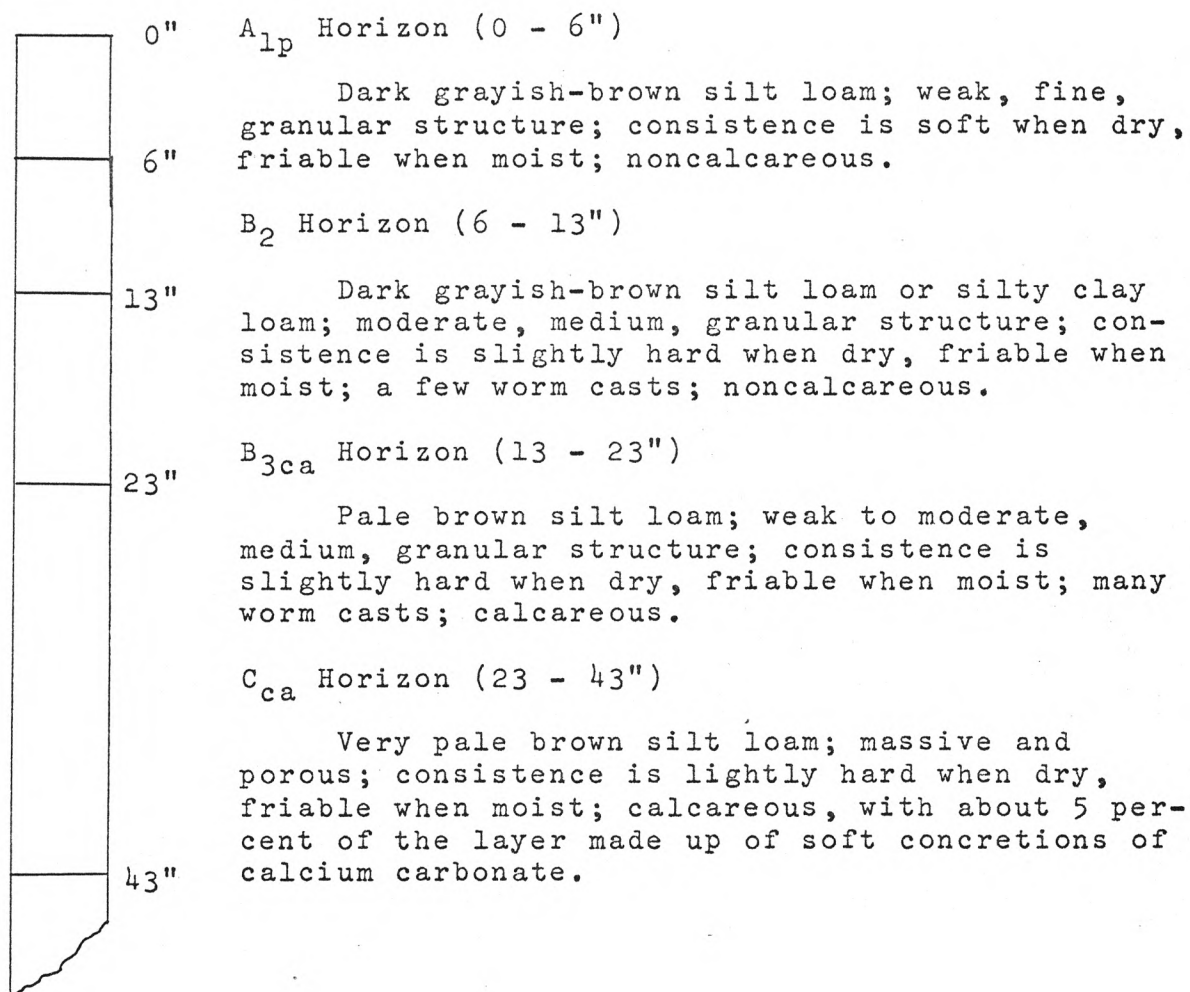 0"
A1p Horizon (0 - 6")
Dark grayish-brown silt loam; weak, fine,
granular structure; consistence is soft when dry,
6"
friable when moist; noncalcareous.
B2 Horizon (6 - 13")
13"
Dark grayish-brown silt loam or silty clay
loam; moderate, medium, granular structure; con-
sistence is slightly hard when dry, friable when
moist; a few worm casts; noncalcareous.
B3ca Horizon (13 - 23")
23"
Pale brown silt loam; weak to moderate,
medium, granular structure; consistence is
slightly hard when dry, friable when moist; many
worm casts; calcareous.
Cca Horizon (23 - 43")
Very pale brown silt loam; massive and
porous; consistence is lightly hard when dry,
friable when moist; calcareous, with about 5 per-
cent of the layer made up of soft concretions of
43"
calcium carbonate.